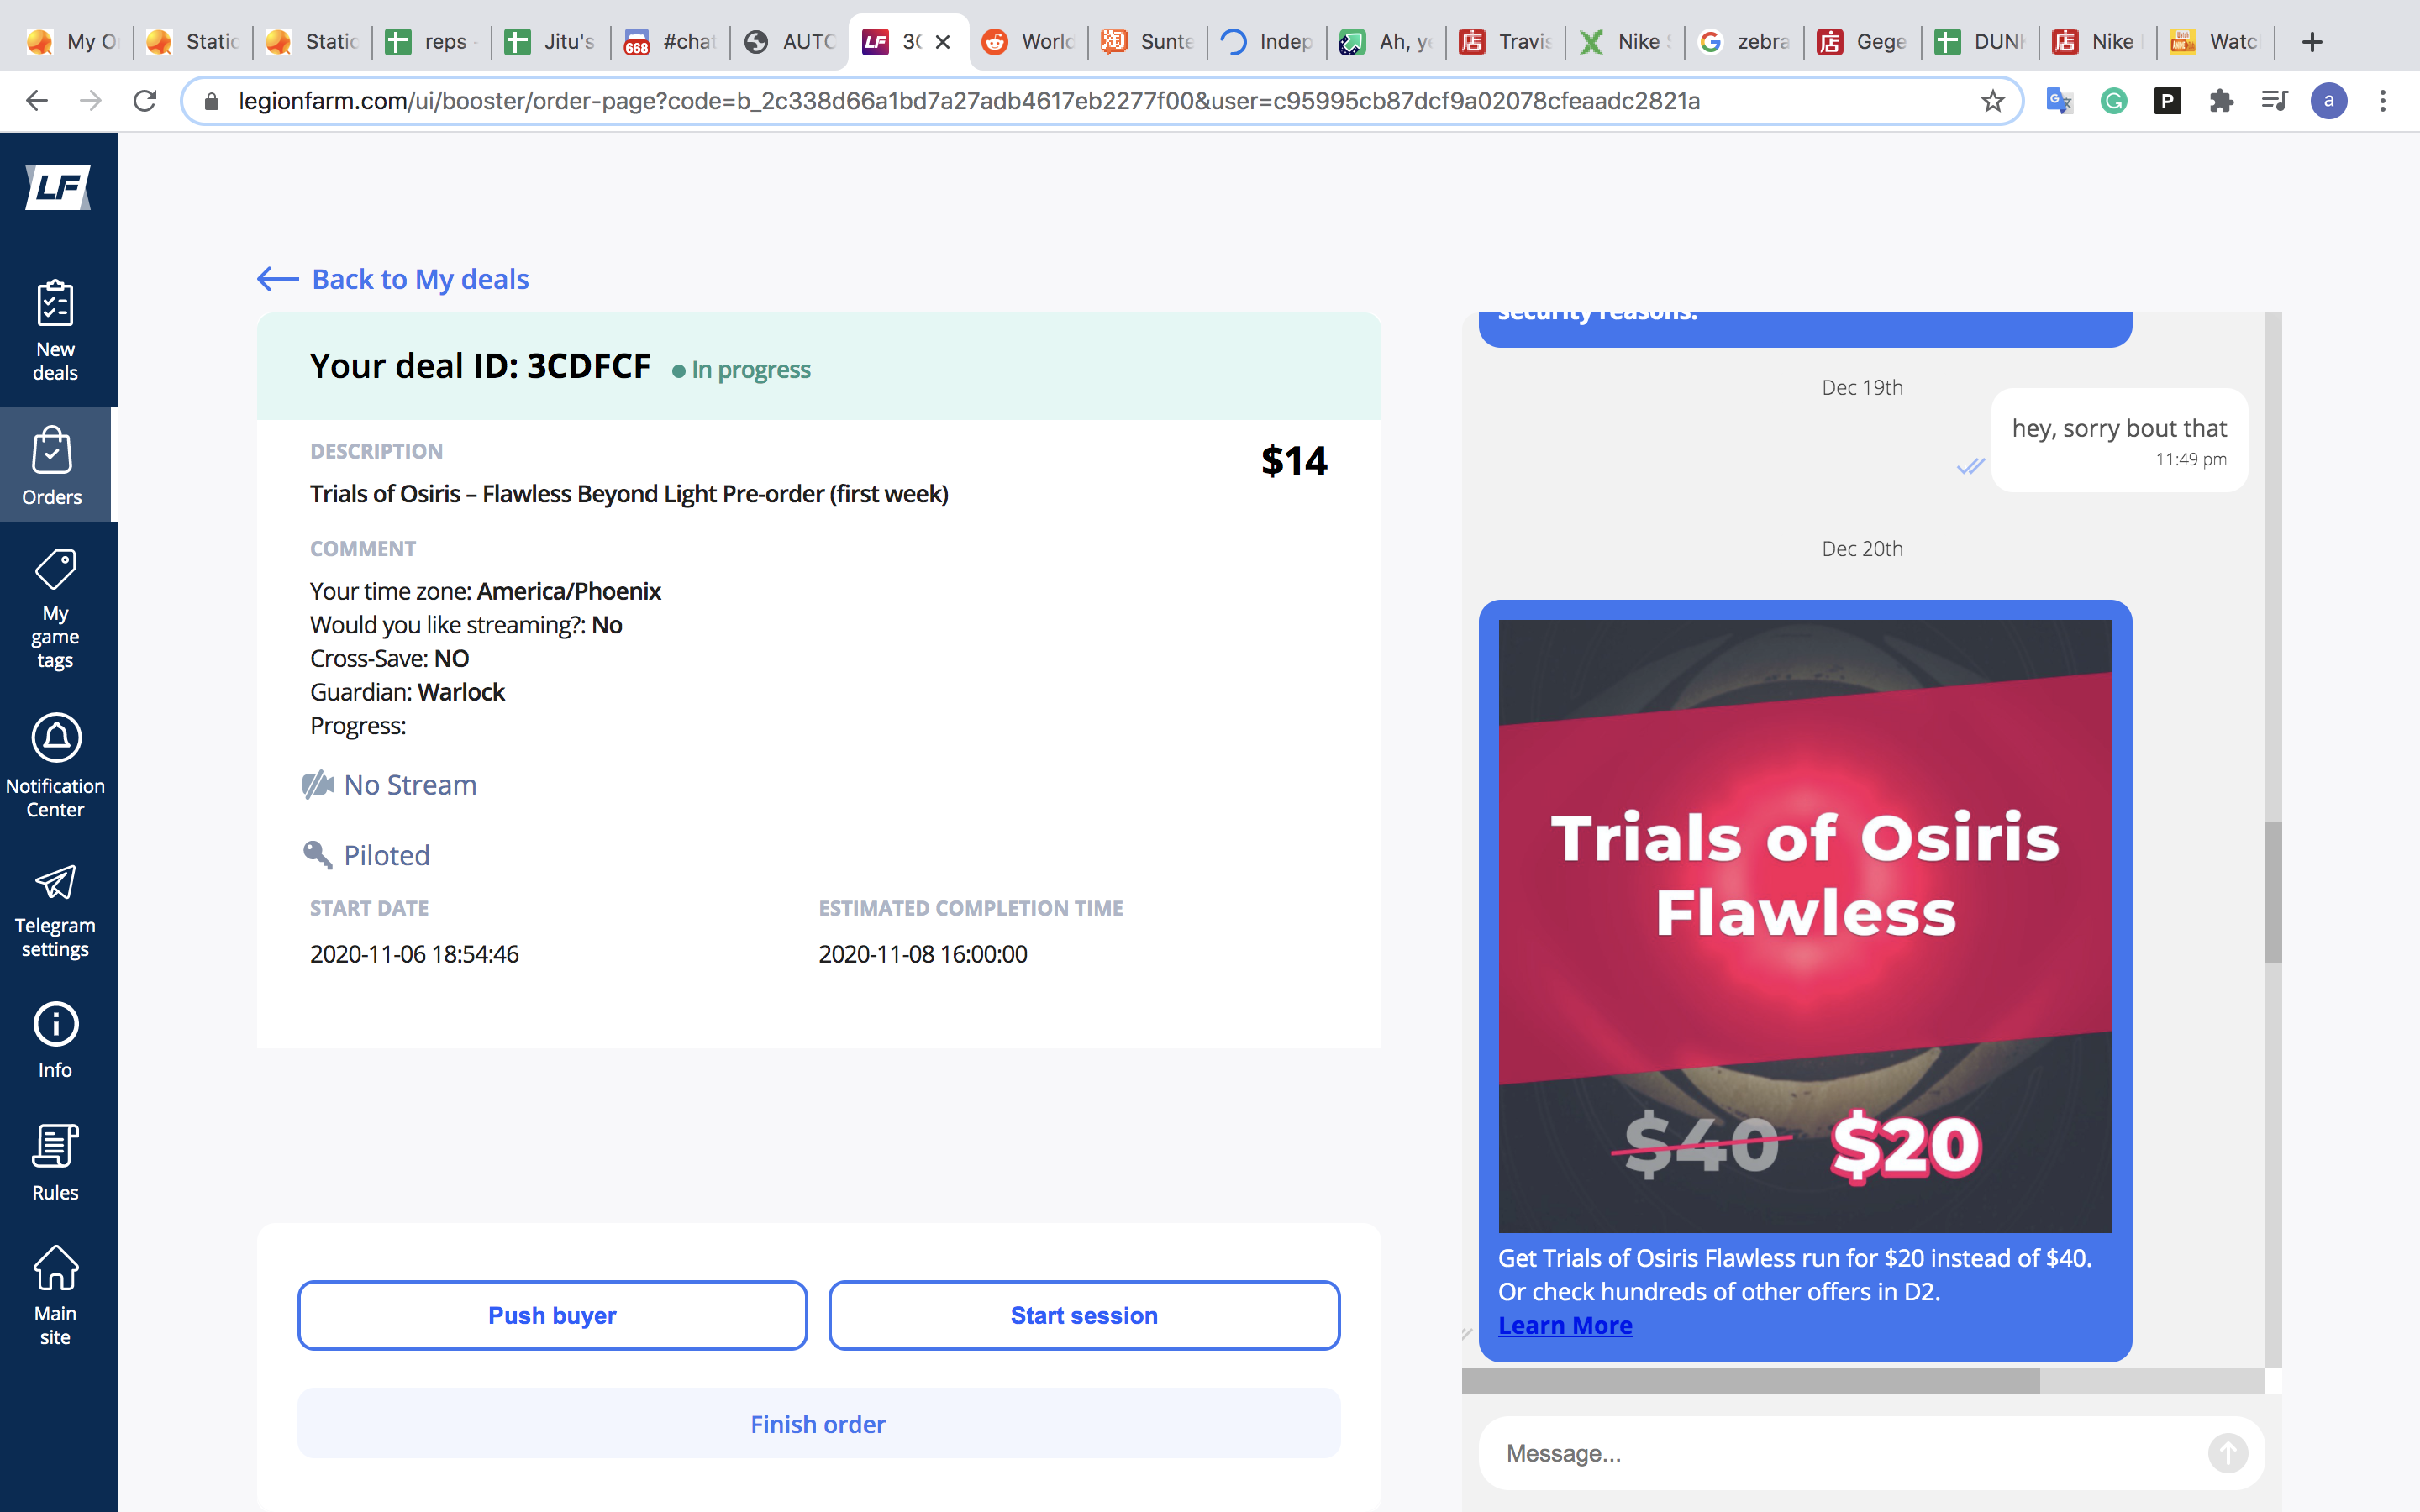 My O
Static
Static
reps -
Jitu's
668
#chat
AUTO
LF
3C
World
淘
Sunte
Indep
Ah, ye
店
Travis
Nike S
zebra
店
Gege
DUNK
店
Nike
Watch
legionfarm.com/ui/booster/order-page?code=b_2c338d66a1bd7a27adb4617eb2277f00&user=c95995cb87dcf9a02078cfeaadc2821a
P
a
LF
New
deals
Orders
My
game
tags
Notification
Center
Telegram
settings
Info
Rules
Main
site
Back to My deals
Your deal ID: 3CDFCF
In progress
DESCRIPTION
$14
Trials of Osiris – Flawless Beyond Light Pre-order (first week)
COMMENT
Your time zone: America/Phoenix
Would you like streaming?: No
Cross-Save: NO
Guardian: Warlock
Progress:
No Stream
Piloted
START DATE
ESTIMATED COMPLETION TIME
2020-11-06 18:54:46
2020-11-08 16:00:00
Push buyer
Start session
Finish order
security reasons.
Dec 19th
hey, sorry bout that
11:49 pm
Dec 20th
Trials of Osiris
Flawless
$40 $20
Get Trials of Osiris Flawless run for $20 instead of $40.
Or check hundreds of other offers in D2.
Learn More
Message...